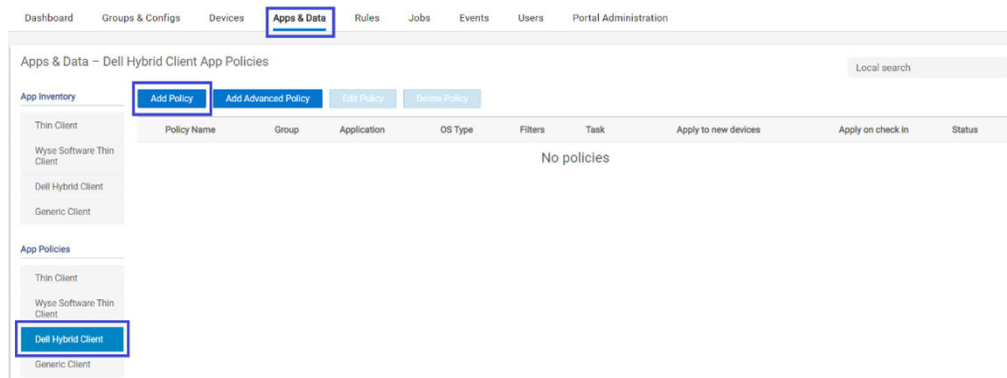 Dashboard Groups & Configs Devices Apps & Data Rules Jobs Events Users Portal Administration
Apps & Data – Dell Hybrid Client App Policies
Local search
App Inventory
Add Policy Add Advanced Policy Edit Policy Delete Policy
Thin Client
Policy Name Group Application OS Type Filters Task Apply to new devices Apply on check in Status
Wyse Software Thin
Client
No policies
Dell Hybrid Client
Generic Client
App Policies
Thin Client
Wyse Software Thin
Client
Dell Hybrid Client
Generic Client